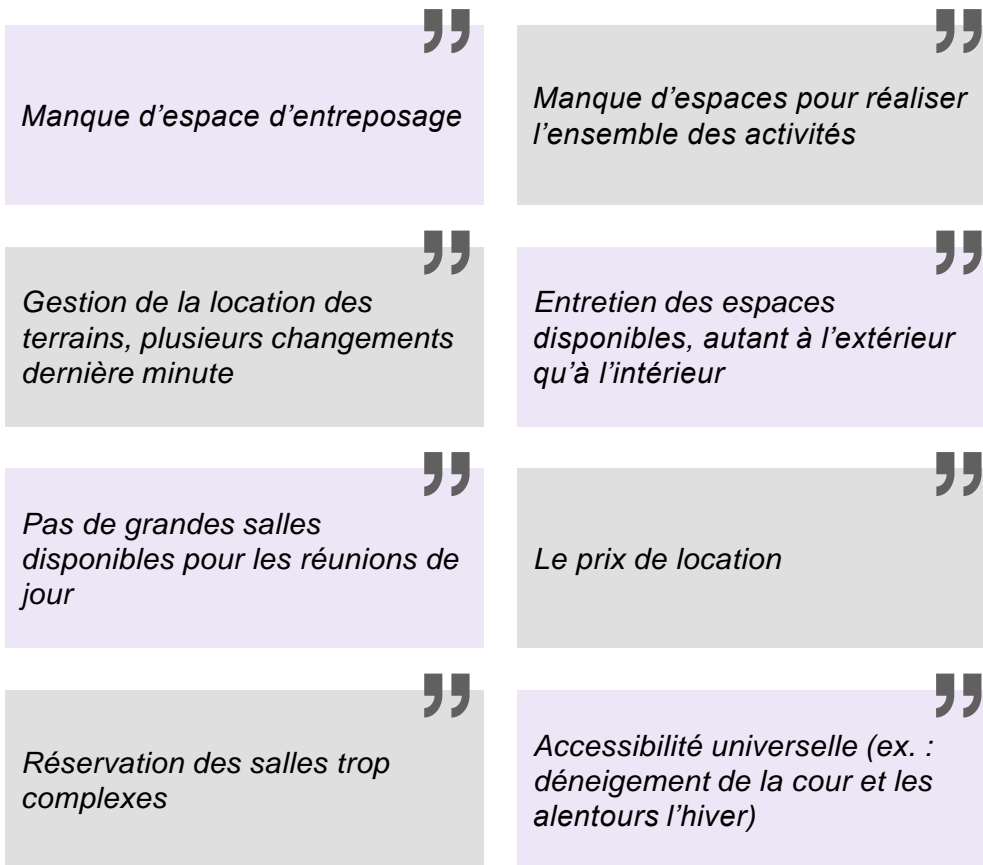 Manque d’espace d’entreposage
Manque d’espaces pour réaliser
l’ensemble des activités
Gestion de la location des
terrains, plusieurs changements
dernière minute
Entretien des espaces
disponibles, autant à l’extérieur
qu’à l’intérieur
Pas de grandes salles
disponibles pour les réunions de
jour
Le prix de location
Réservation des salles trop
complexes
Accessibilité universelle (ex. :
déneigement de la cour et les
alentours l’hiver)